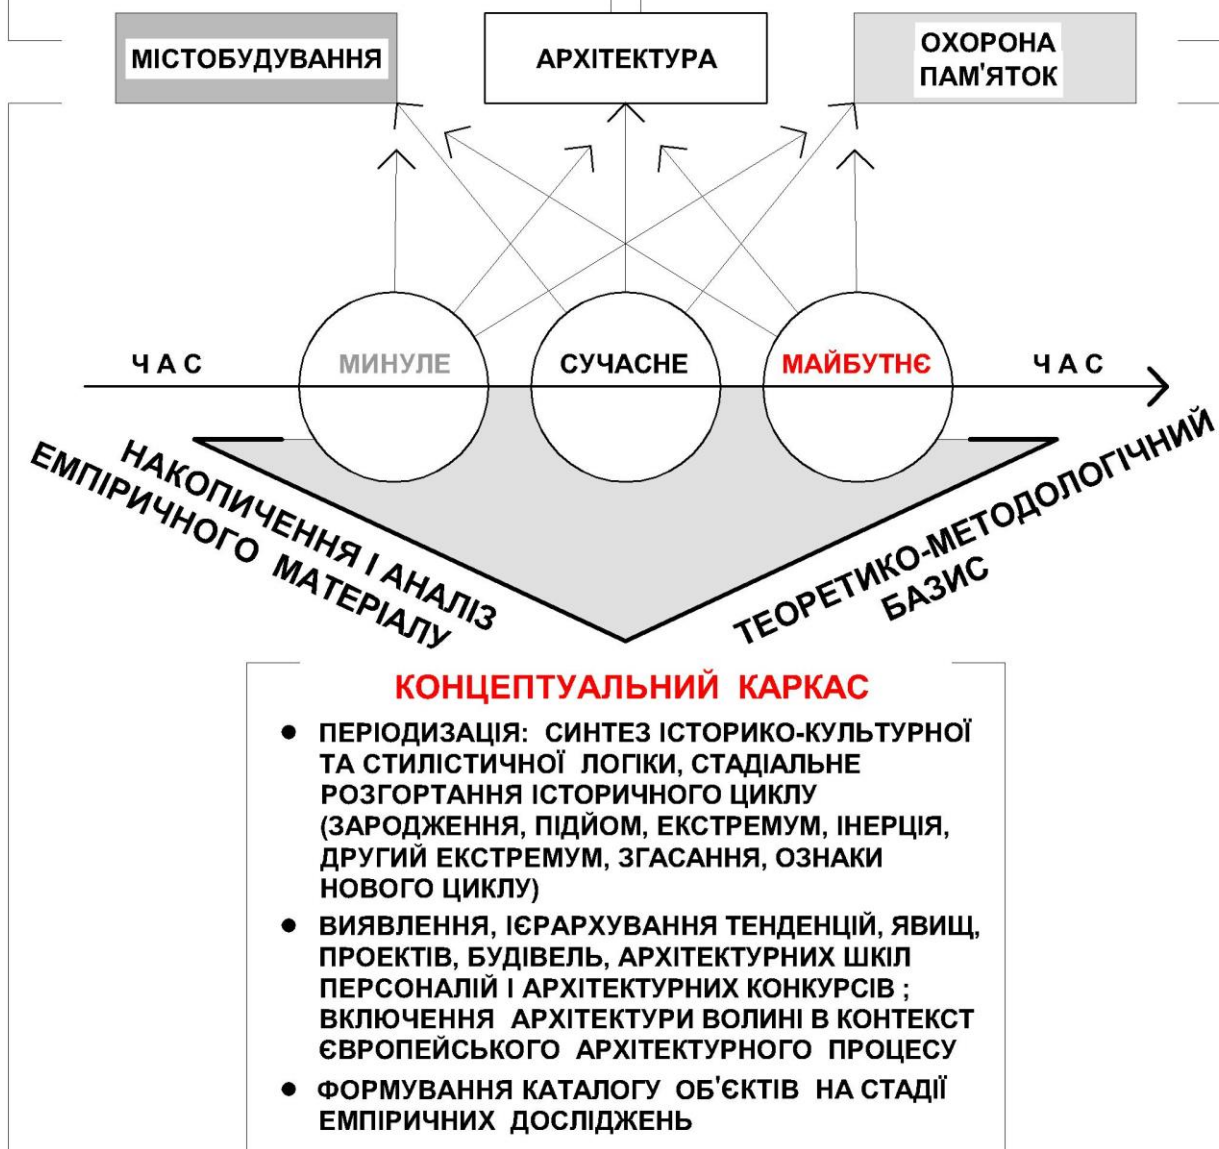 МІСТОБУДУВАННЯ
АРХІТЕКТУРА
ОХОРОНА
ПАМ'ЯТОК
Ч А С
МИНУЛЕ
СУЧАСНЕ
МАЙБУТНЄ
Ч А С
НАКОПИЧЕННЯ І АНАЛІЗ
ЕМПІРИЧНОГО МАТЕРІАЛУ
ТЕОРЕТИКО-МЕТОДОЛОГІЧНИЙ
БАЗИС
КОНЦЕПТУАЛЬНИЙ КАРКАС
● ПЕРІОДИЗАЦІЯ: СИНТЕЗ ІСТОРИКО-КУЛЬТУРНОЇ
ТА СТИЛІСТИЧНОЇ ЛОГІКИ, СТАДІАЛЬНЕ
РОЗГОРТАННЯ ІСТОРИЧНОГО ЦИКЛУ
(ЗАРОДЖЕННЯ, ПІДЙОМ, ЕКСТРЕМУМ, ІНЕРЦІЯ,
ДРУГИЙ ЕКСТРЕМУМ, ЗГАСАННЯ, ОЗНАКИ
НОВОГО ЦИКЛУ)
● ВИЯВЛЕННЯ, ІЄРАРХУВАННЯ ТЕНДЕНЦІЙ, ЯВИЩ,
ПРОЕКТІВ, БУДІВЕЛЬ, АРХІТЕКТУРНИХ ШКІЛ
ПЕРСОНАЛІЙ І АРХІТЕКТУРНИХ КОНКУРСІВ ;
ВКЛЮЧЕННЯ АРХІТЕКТУРИ ВОЛИНІ В КОНТЕКСТ
ЄВРОПЕЙСЬКОГО АРХІТЕКТУРНОГО ПРОЦЕСУ
● ФОРМУВАННЯ КАТАЛОГУ ОБ'ЄКТІВ НА СТАДІЇ
ЕМПІРИЧНИХ ДОСЛІДЖЕНЬ